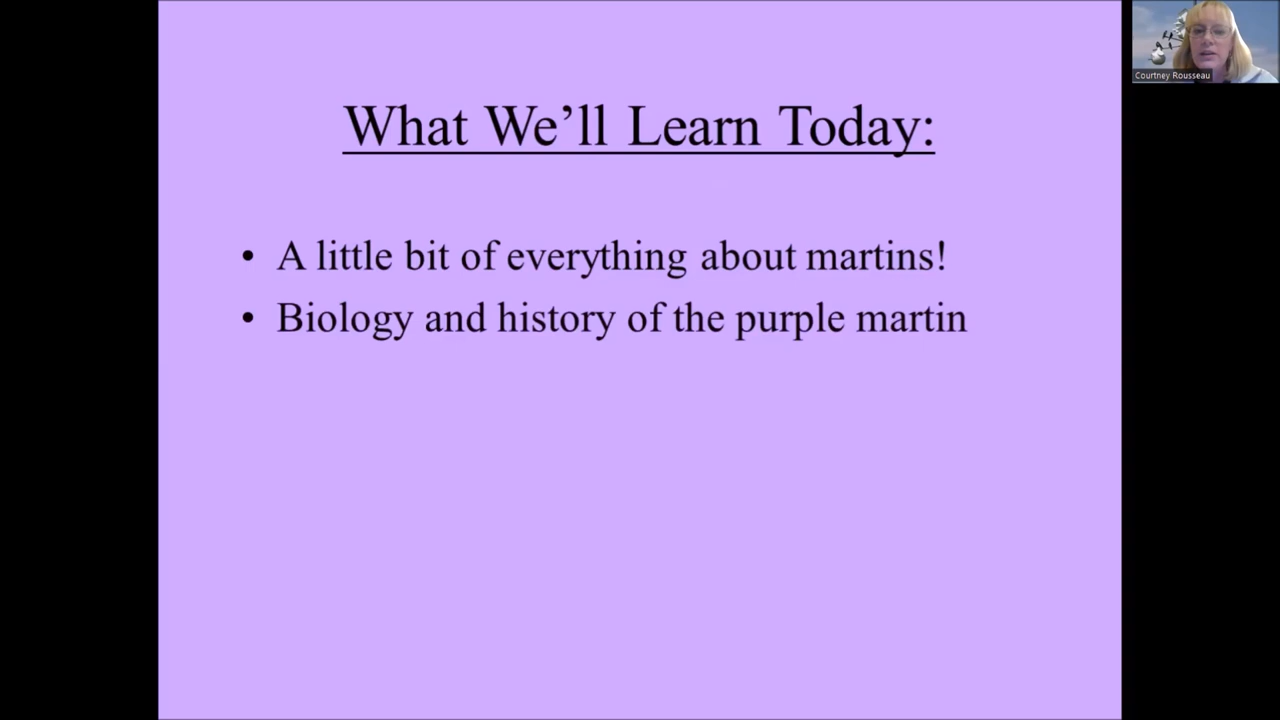 What We’ll Learn Today:
• A little bit of everything about martins!
• Biology and history of the purple martin
Courtney Rousseau